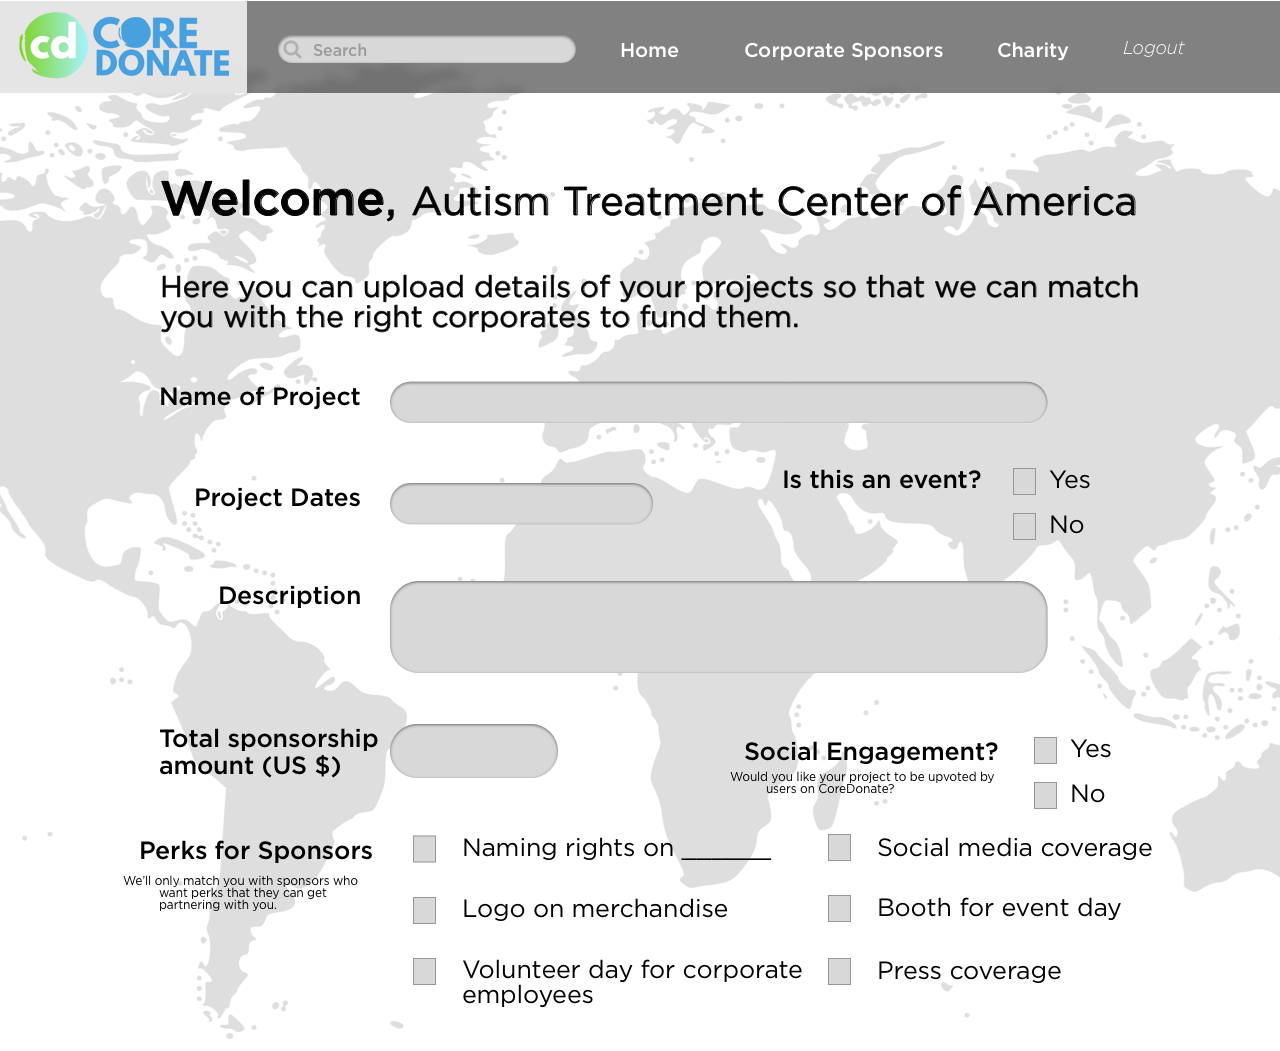 cd CORE DONATE
Search
Home
Corporate Sponsors
Charity
Logout
Welcome, Autism Treatment Center of America
Here you can upload details of your projects so that we can match
you with the right corporates to fund them.
Name of Project
Project Dates
Is this an event?
Yes
No
Description
Total sponsorship
amount (US $)
Social Engagement?
Would you like your project to be upvoted by
users on CoreDonate?
Yes
No
Perks for Sponsors
We'll only match you with sponsors who
want perks that they can get
partnering with you.
Naming rights on ______
Social media coverage
Logo on merchandise
Booth for event day
Volunteer day for corporate
employees
Press coverage